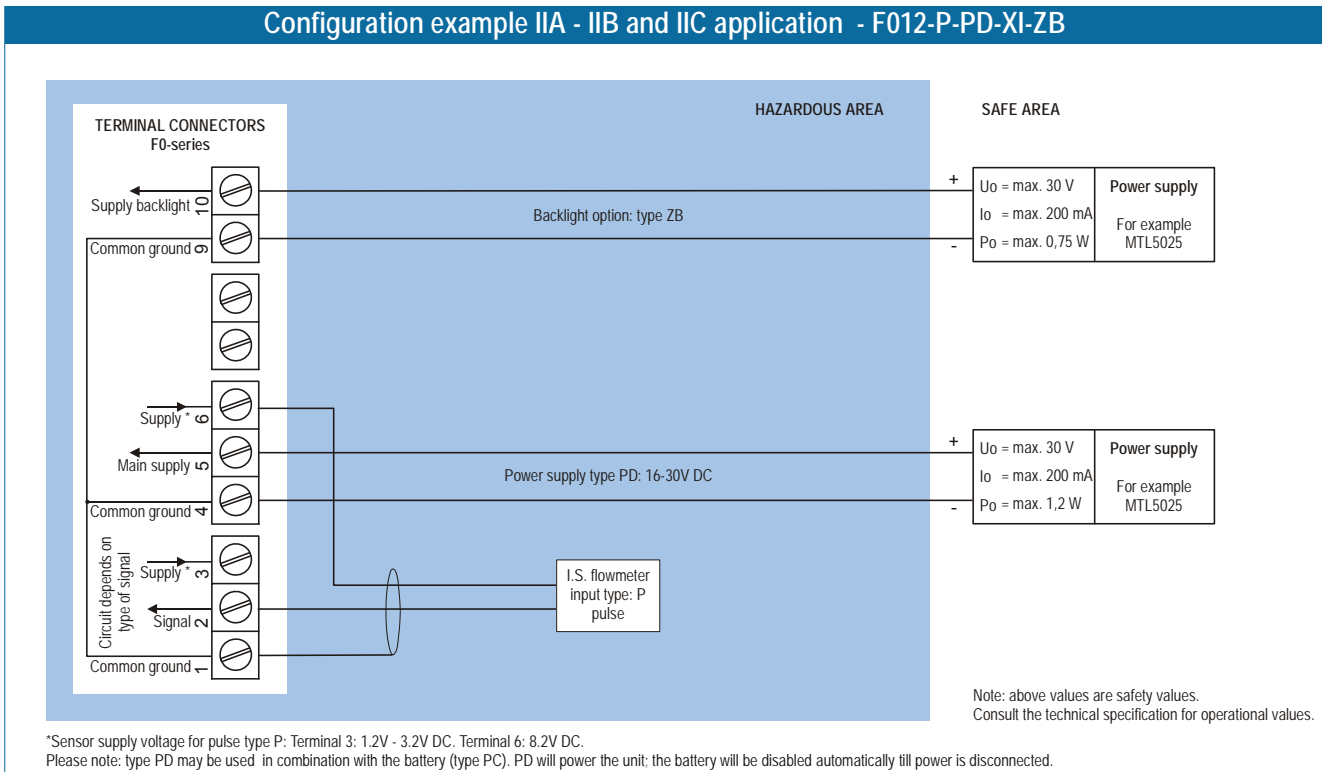 Configuration example IIA - IIB and IIC application - F012-P-PD-XI-ZB
HAZARDOUS AREA
SAFE AREA
TERMINAL CONNECTORS
F0-series
Supply backlight 10
Common ground 9
Backlight option: type ZB
+
-
Uo = max. 30 V
Io = max. 200 mA
Po = max. 0,75 W
Power supply
For example
MTL5025
Supply * 6
Main supply 5
Common ground 4
Power supply type PD: 16-30V DC
+
-
Uo = max. 30 V
Io = max. 200 mA
Po = max. 1,2 W
Power supply
For example
MTL5025
Circuit depends on
type of signal
Supply * 3
Signal 2
Common ground 1
I.S. flowmeter
input type: P
pulse
Note: above values are safety values.
Consult the technical specification for operational values.
*Sensor supply voltage for pulse type P: Terminal 3: 1.2V - 3.2V DC. Terminal 6: 8.2V DC.
Please note: type PD may be used in combination with the battery (type PC). PD will power the unit; the battery will be disabled automatically till power is disconnected.